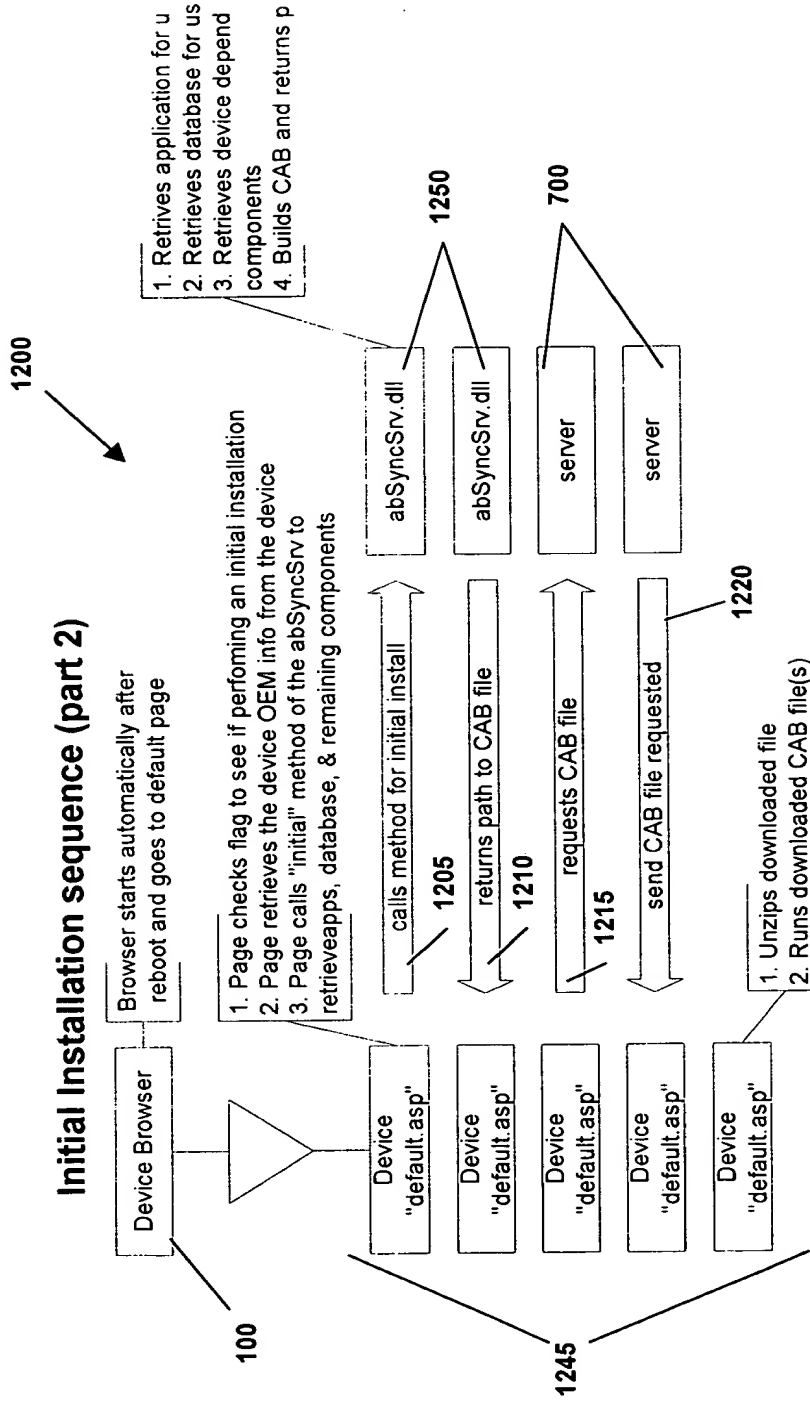 Initial Installation sequence (part 2)
1200
Device Browser
Browser starts automatically after
reboot and goes to default page
100
1. Page checks flag to see if perfoming an initial installation
2. Page retrieves the device OEM info from the device
3. Page calls "initial" method of the abSyncSrv to
retrieveapps, database, & remaining components
1. Retrives application for u
2. Retrieves database for us
3. Retrieves device depend
components
4. Builds CAB and returns p
Device
"default.asp"
calls method for initial install
1205
abSyncSrv.dll
1250
Device
"default.asp"
returns path to CAB file
1210
abSyncSrv.dll
Device
"default.asp"
requests CAB file
1215
server
700
Device
"default.asp"
send CAB file requested
1220
server
Device
"default.asp"
1245
1. Unzips downloaded file
2. Runs downloaded CAB file(s)